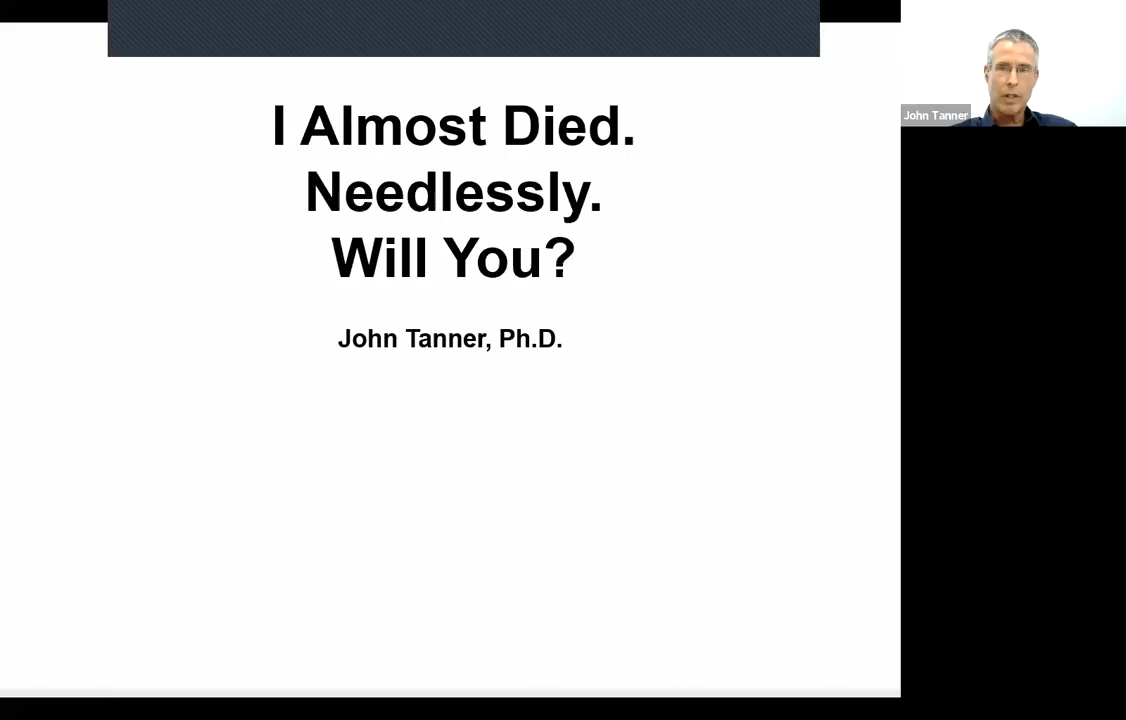 I Almost Died.
Needlessly.
Will You?
John Tanner, Ph.D.
John Tanner